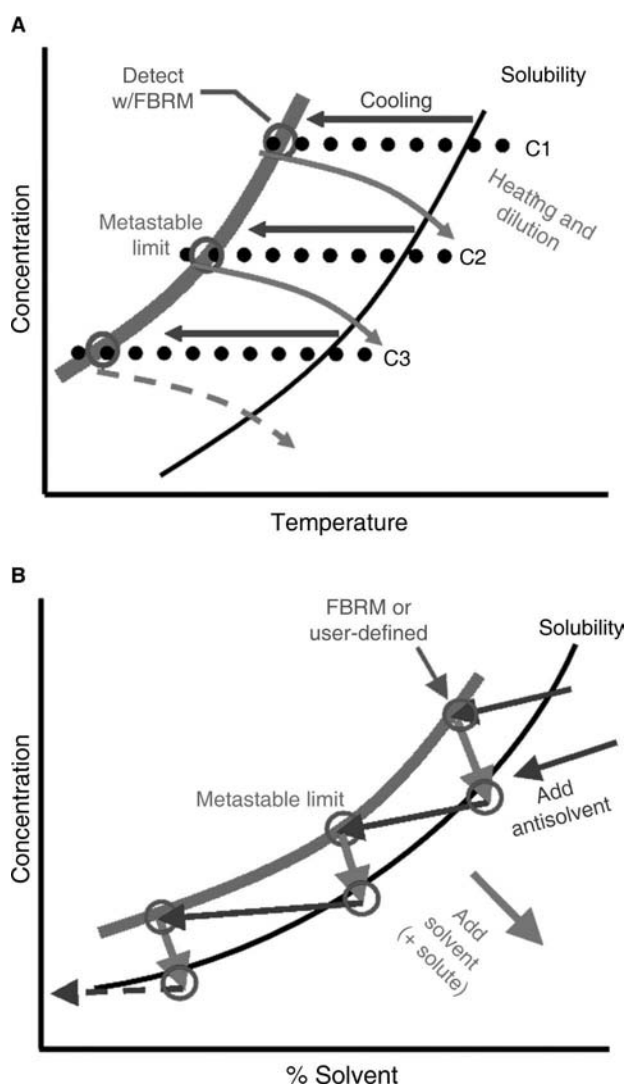 A
Detect
w/FBRM
Solubility
Cooling
C1
Heating and
dilution
Metastable
limit
C2
C3
Concentration
Temperature
B
FBRM or
user-defined
Solubility
Metastable limit
Add
antisolvent
Add
solvent
(+ solute)
Concentration
% Solvent